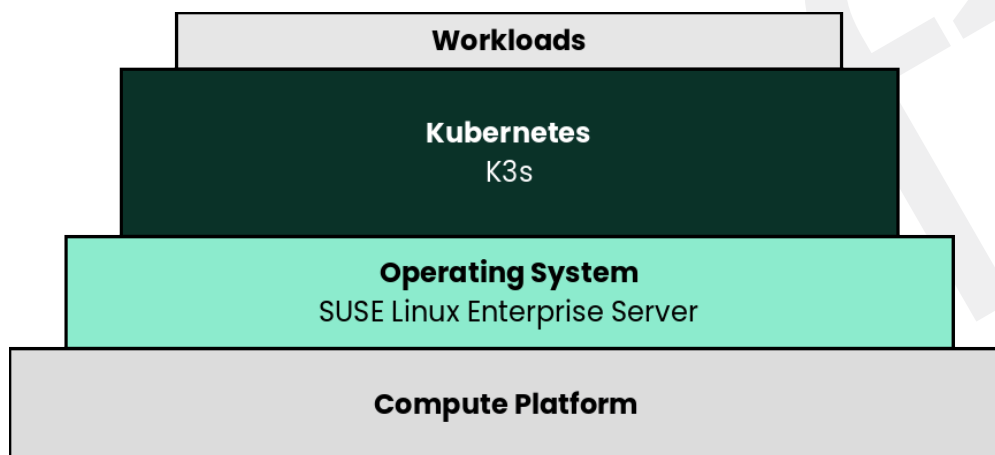 Workloads
Kubernetes
K3s
Operating System
SUSE Linux Enterprise Server
Compute Platform